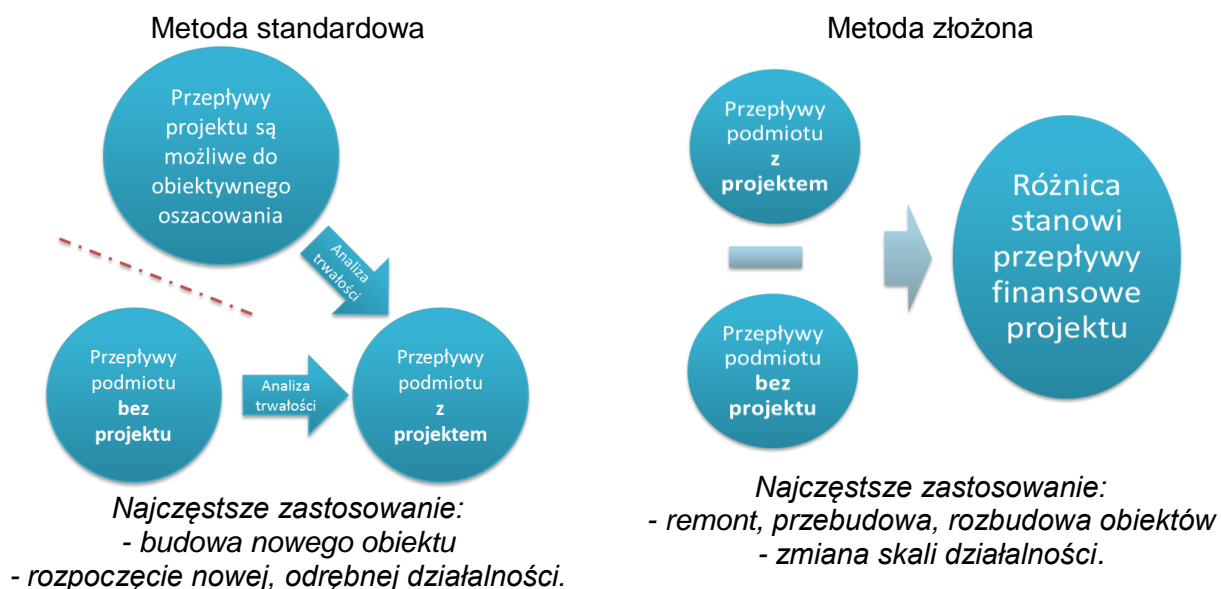 Metoda standardowa
Przepływy
projektu są
możliwe do
obiektywnego
oszacowania
Analiza
trwałości
Przepływy
podmiotu
bez
projektu
Analiza
trwałości
Przepływy
podmiotu
z
projektem
Najczęstsze zastosowanie:
- budowa nowego obiektu
- rozpoczęcie nowej, odrębnej działalności.
Metoda złożona
Przepływy
podmiotu
z
projektem
Przepływy
podmiotu
bez
projektu
Różnica
stanowi
przepływy
finansowe
projektu
Najczęstsze zastosowanie:
- remont, przebudowa, rozbudowa obiektów
- zmiana skali działalności.